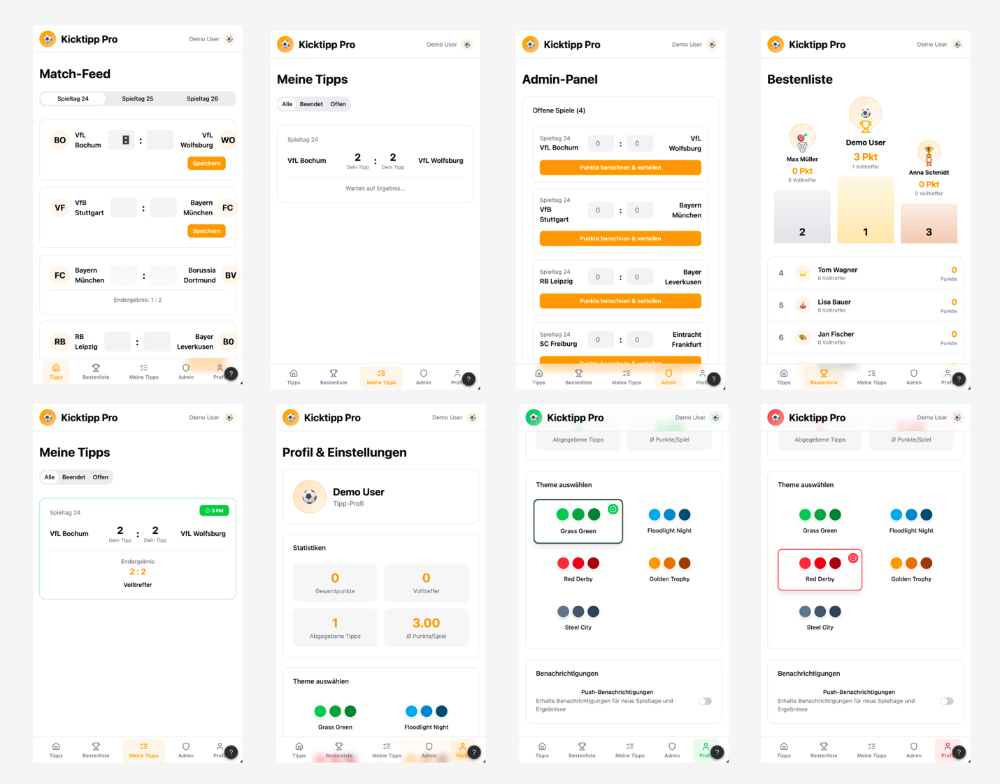 Kicktipp Pro
Demo User
Match-Feed
Spieltag 24
Spieltag 25
Spieltag 26
BO
VfL
Bochum
:
VfL
Wolfsburg
WO
Speichern
VF
VfB
Stuttgart
:
Bayern
München
FC
Speichern
FC
Bayern
München
:
Borussia
Dortmund
BV
Endergebnis: 1 : 2
RB
RB
Leipzig
:
Bayer
Leverkusen
B0
Tipps
Bestenliste
Meine Tipps
Admin
Profi
?
Kicktipp Pro
Demo User
Meine Tipps
Alle
Beendet
Offen
Spieltag 24
VfL Bochum
2 : 2
Dein Tipp
Dein Tipp
VfL Wolfsburg
Warten auf Ergebnis...
Tipps
Bestenliste
Meine Tipps
Admin
Profi
?
Kicktipp Pro
Demo User
Admin-Panel
Offene Spiele (4)
Spieltag 24
VfL Bochum
0 : 0
VfL
Wolfsburg
Punkte berechnen & verteilen
Spieltag 24
VfB
Stuttgart
0 : 0
Bayern
München
Punkte berechnen & verteilen
Spieltag 24
RB Leipzig
0 : 0
Bayer
Leverkusen
Punkte berechnen & verteilen
Spieltag 24
SC Freiburg
0 : 0
Eintracht
Frankfurt
Punkte berechnen & verteilen
Tipps
Bestenliste
Meine Tipps
Admin
Profi
?
Kicktipp Pro
Demo User
Bestenliste
Max Müller
0 Pkt
0 Volltreffer
2
Demo User
3 Pkt
1 Volltreffer
1
Anna Schmidt
0 Pkt
0 Volltreffer
3
4
Tom Wagner
0 Volltreffer
0
Punkte
5
Lisa Bauer
0 Volltreffer
0
Punkte
6
Jan Fischer
0 Volltreffer
0
Punkte
Tipps
Bestenliste
Meine Tipps
Admin
Profi
?
Kicktipp Pro
Demo User
Meine Tipps
Alle
Beendet
Offen
Spieltag 24
3 Pkt
VfL Bochum
2 : 2
Dein Tipp
Dein Tipp
VfL Wolfsburg
Endergebnis
2 : 2
Volltreffer
Tipps
Bestenliste
Meine Tipps
Admin
Profi
?
Kicktipp Pro
Demo User
Profil & Einstellungen
Demo User
Tipp-Profi
Statistiken
0
Gesamtpunkte
0
Volltreffer
1
Abgegebene Tipps
3.00
Ø Punkte/Spiel
Theme auswählen
Grass Green
Floodlight Night
Tipps
Bestenliste
Meine Tipps
Admin
Profi
?
Kicktipp Pro
Demo User
Abgegebene Tipps
Ø Punkte/Spiel
Theme auswählen
Grass Green
Floodlight Night
Red Derby
Golden Trophy
Steel City
Benachrichtigungen
Push-Benachrichtigungen
Erhalte Benachrichtigungen für neue Spieltage und
Ergebnisse
Tipps
Bestenliste
Meine Tipps
Admin
Profi
?
Kicktipp Pro
Demo User
Abgegebene Tipps
Ø Punkte/Spiel
Theme auswählen
Grass Green
Floodlight Night
Red Derby
Golden Trophy
Steel City
Benachrichtigungen
Push-Benachrichtigungen
Erhalte Benachrichtigungen für neue Spieltage und
Ergebnisse
Tipps
Bestenliste
Meine Tipps
Admin
Profi
?